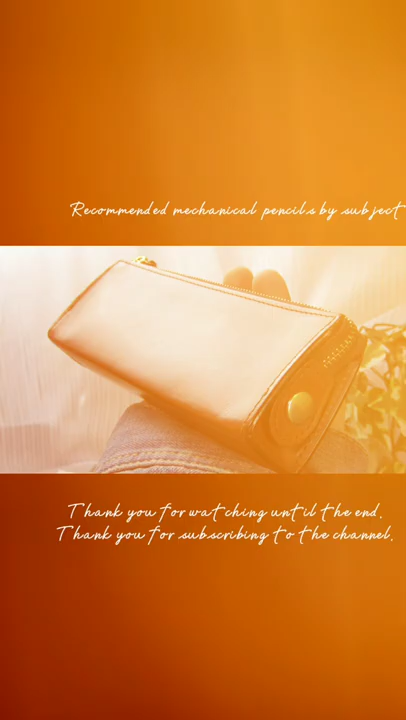 Recommended mechanical pencils by subject
Thank you for watching until the end.
Thank you for subscribing to the channel.